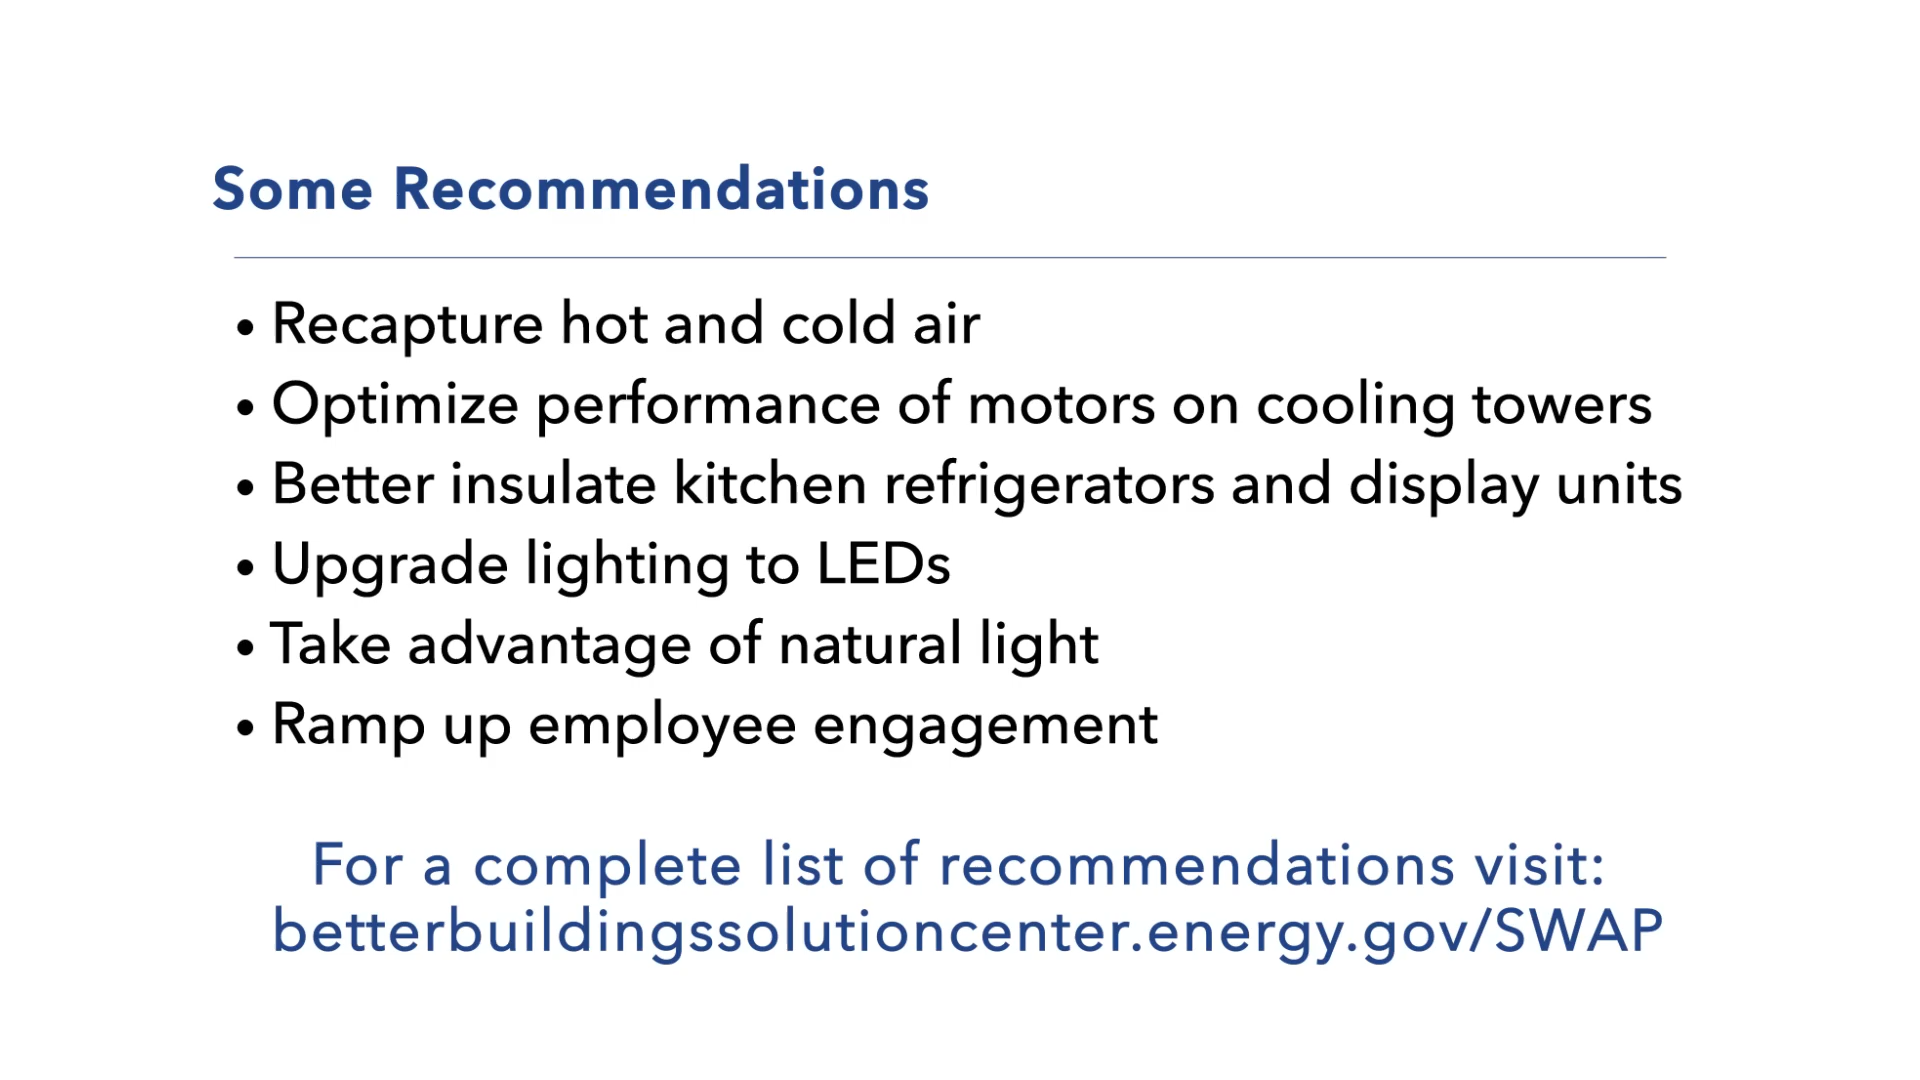 Some Recommendations
• Recapture hot and cold air
• Optimize performance of motors on cooling towers
• Better insulate kitchen refrigerators and display units
• Upgrade lighting to LEDs
• Take advantage of natural light
• Ramp up employee engagement
For a complete list of recommendations visit:
betterbuildingssolutioncenter.energy.gov/SWAP